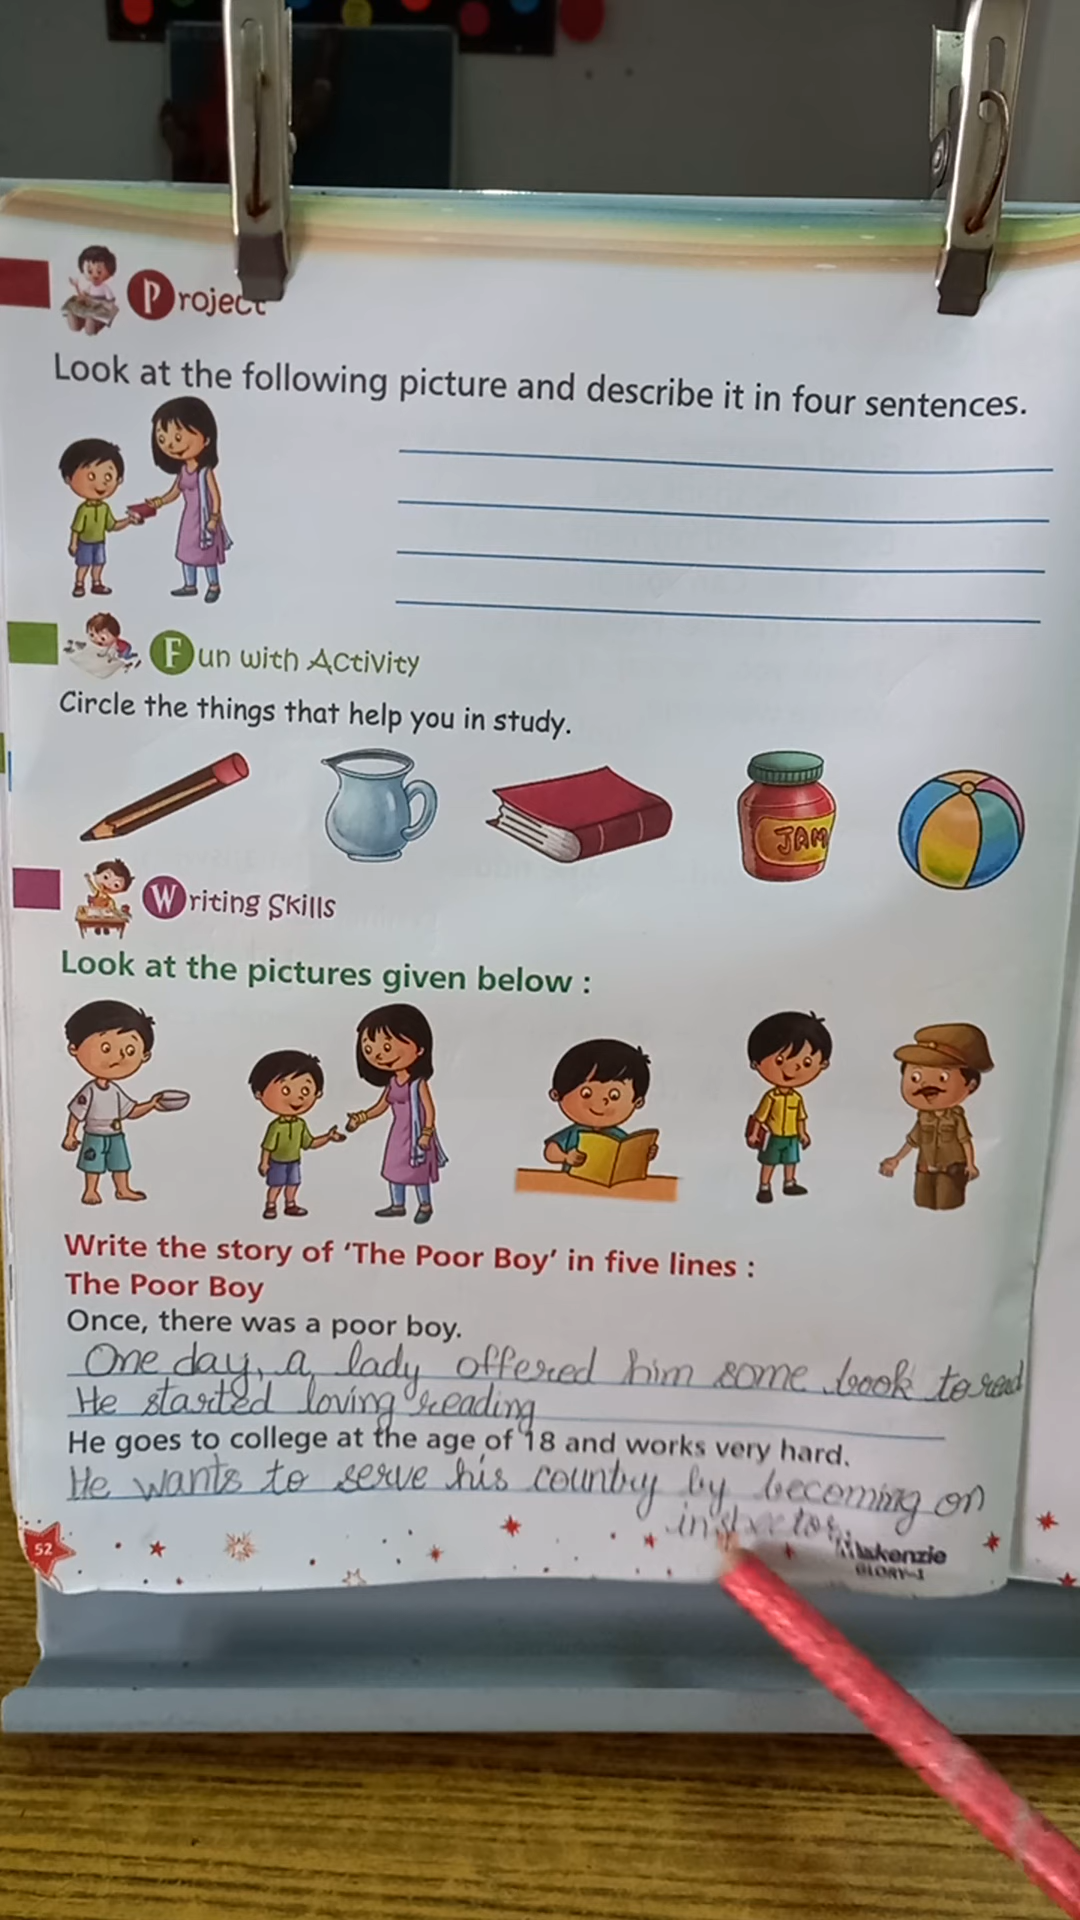 Project
Look at the following picture and describe it in four sentences.
Fun with Activity
Circle the things that help you in study.
JAM
Writing Skills
Look at the pictures given below :
Write the story of ‘The Poor Boy’ in five lines :
The Poor Boy
Once, there was a poor boy.
One day, a lady offered him some book to read
He started loving reading
He goes to college at the age of 18 and works very hard.
He wants to serve his country by becoming on
52
GLORY-1